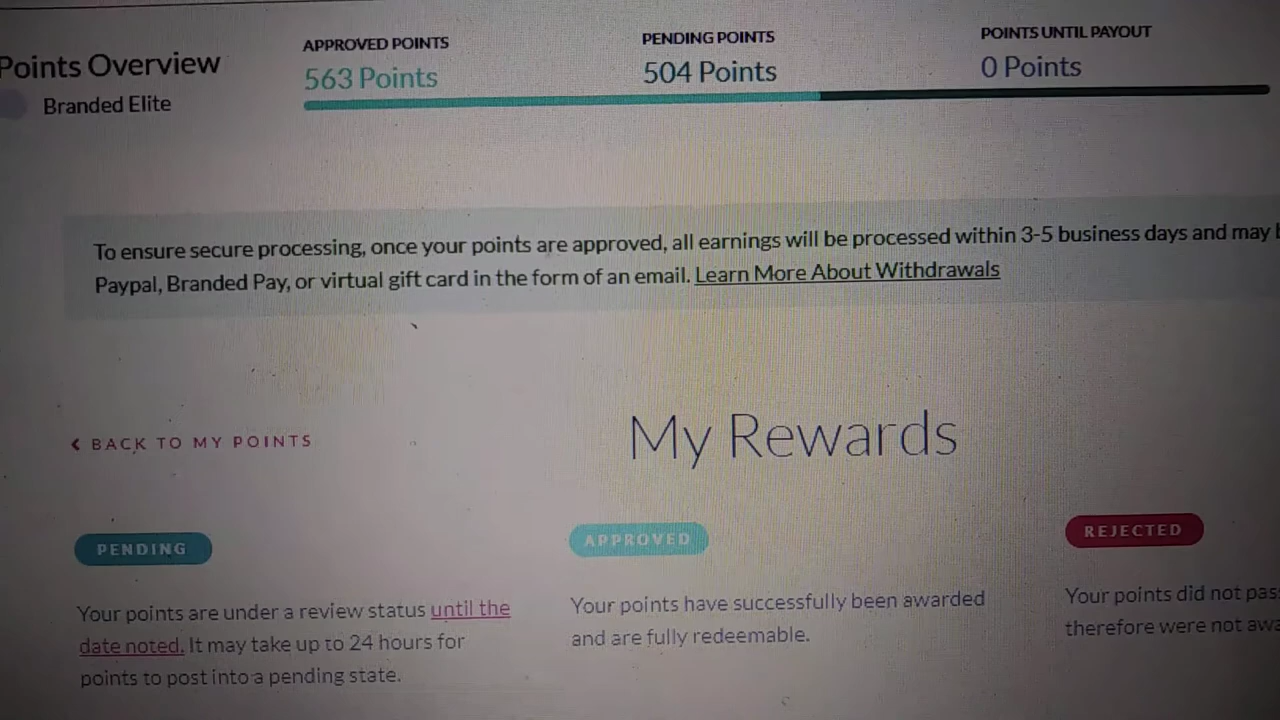 Points Overview
Branded Elite
APPROVED POINTS
563 Points
PENDING POINTS
504 Points
POINTS UNTIL PAYOUT
0 Points
To ensure secure processing, once your points are approved, all earnings will be processed within 3-5 business days and may
Paypal, Branded Pay, or virtual gift card in the form of an email. Learn More About Withdrawals
BACK TO MY POINTS
My Rewards
PENDING
Your points are under a review status until the
date noted. It may take up to 24 hours for
points to post into a pending state.
APPROVED
Your points have successfully been awarded
and are fully redeemable.
REJECTED
Your points did not
therefore were not